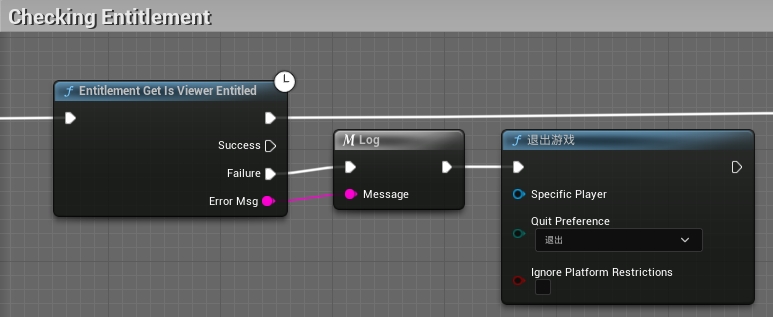 Checking Entitlement
f Entitlement Get Is Viewer Entitled
Success
Failure
Error Msg
M Log
Message
f 退出游戏
Specific Player
Quit Preference
退出
Ignore Platform Restrictions